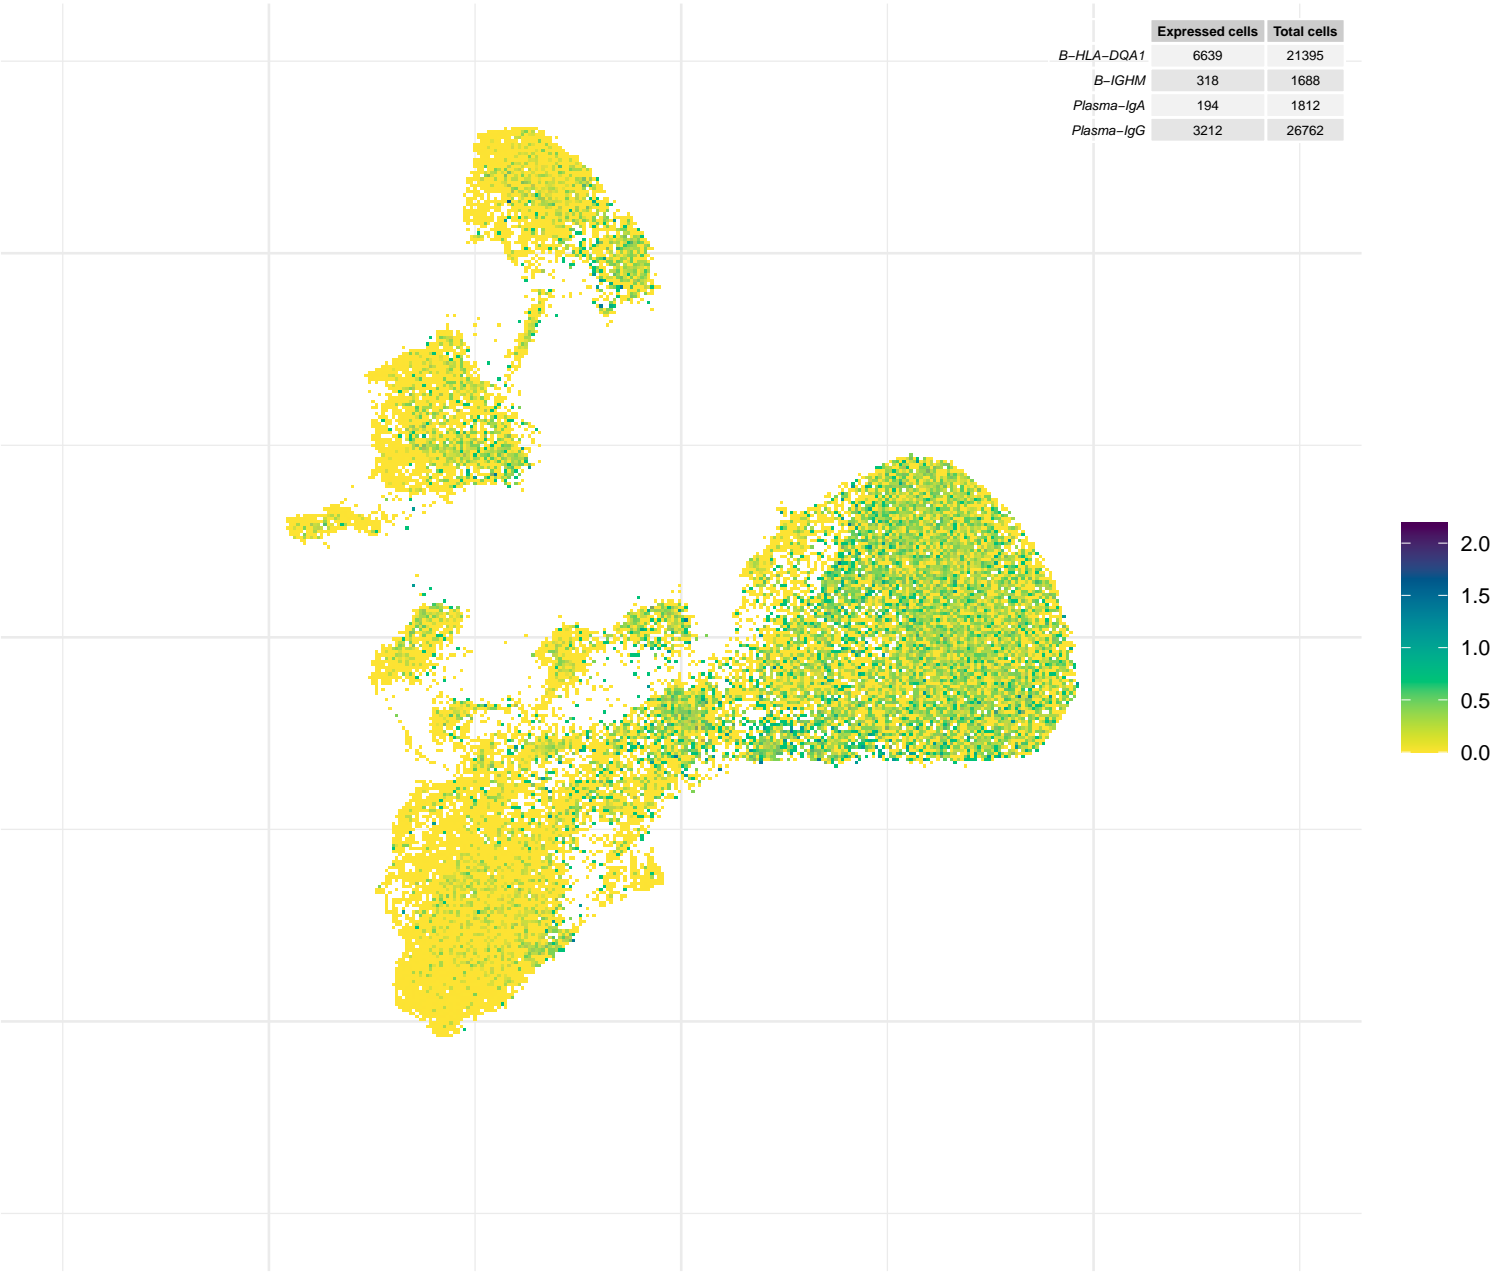 Expressed cells Total cells
B−HLA−DQA1 6639 21395
B−IGHM 318 1688
Plasma−IgA 194 1812
Plasma−IgG 3212 26762
2.0
1.5
1.0
0.5
0.0